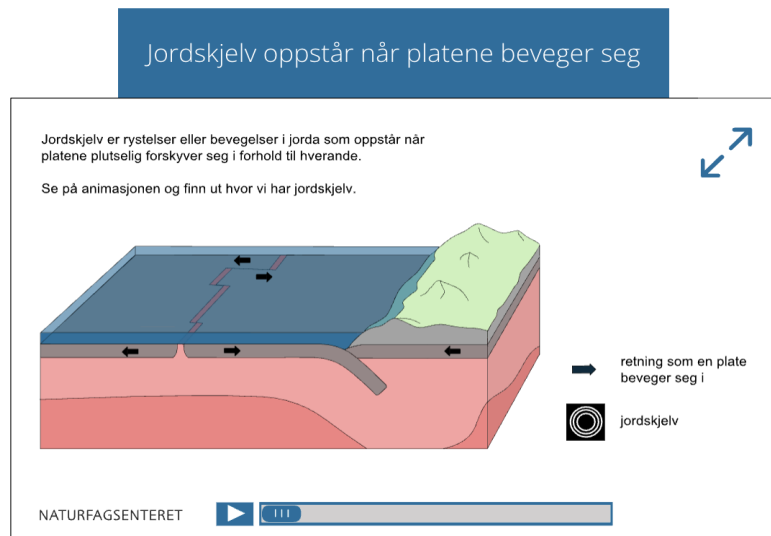 Jordskjelv oppstår når platene beveger seg
Jordskjelv er rystelser eller bevegelser i jorda som oppstår når
platene plutselig forskyver seg i forhold til hverande.
Se på animasjonen og finn ut hvor vi har jordskjelv.
retning som en plate
beveger seg i
jordskjelv
NATURFAGSENTERET